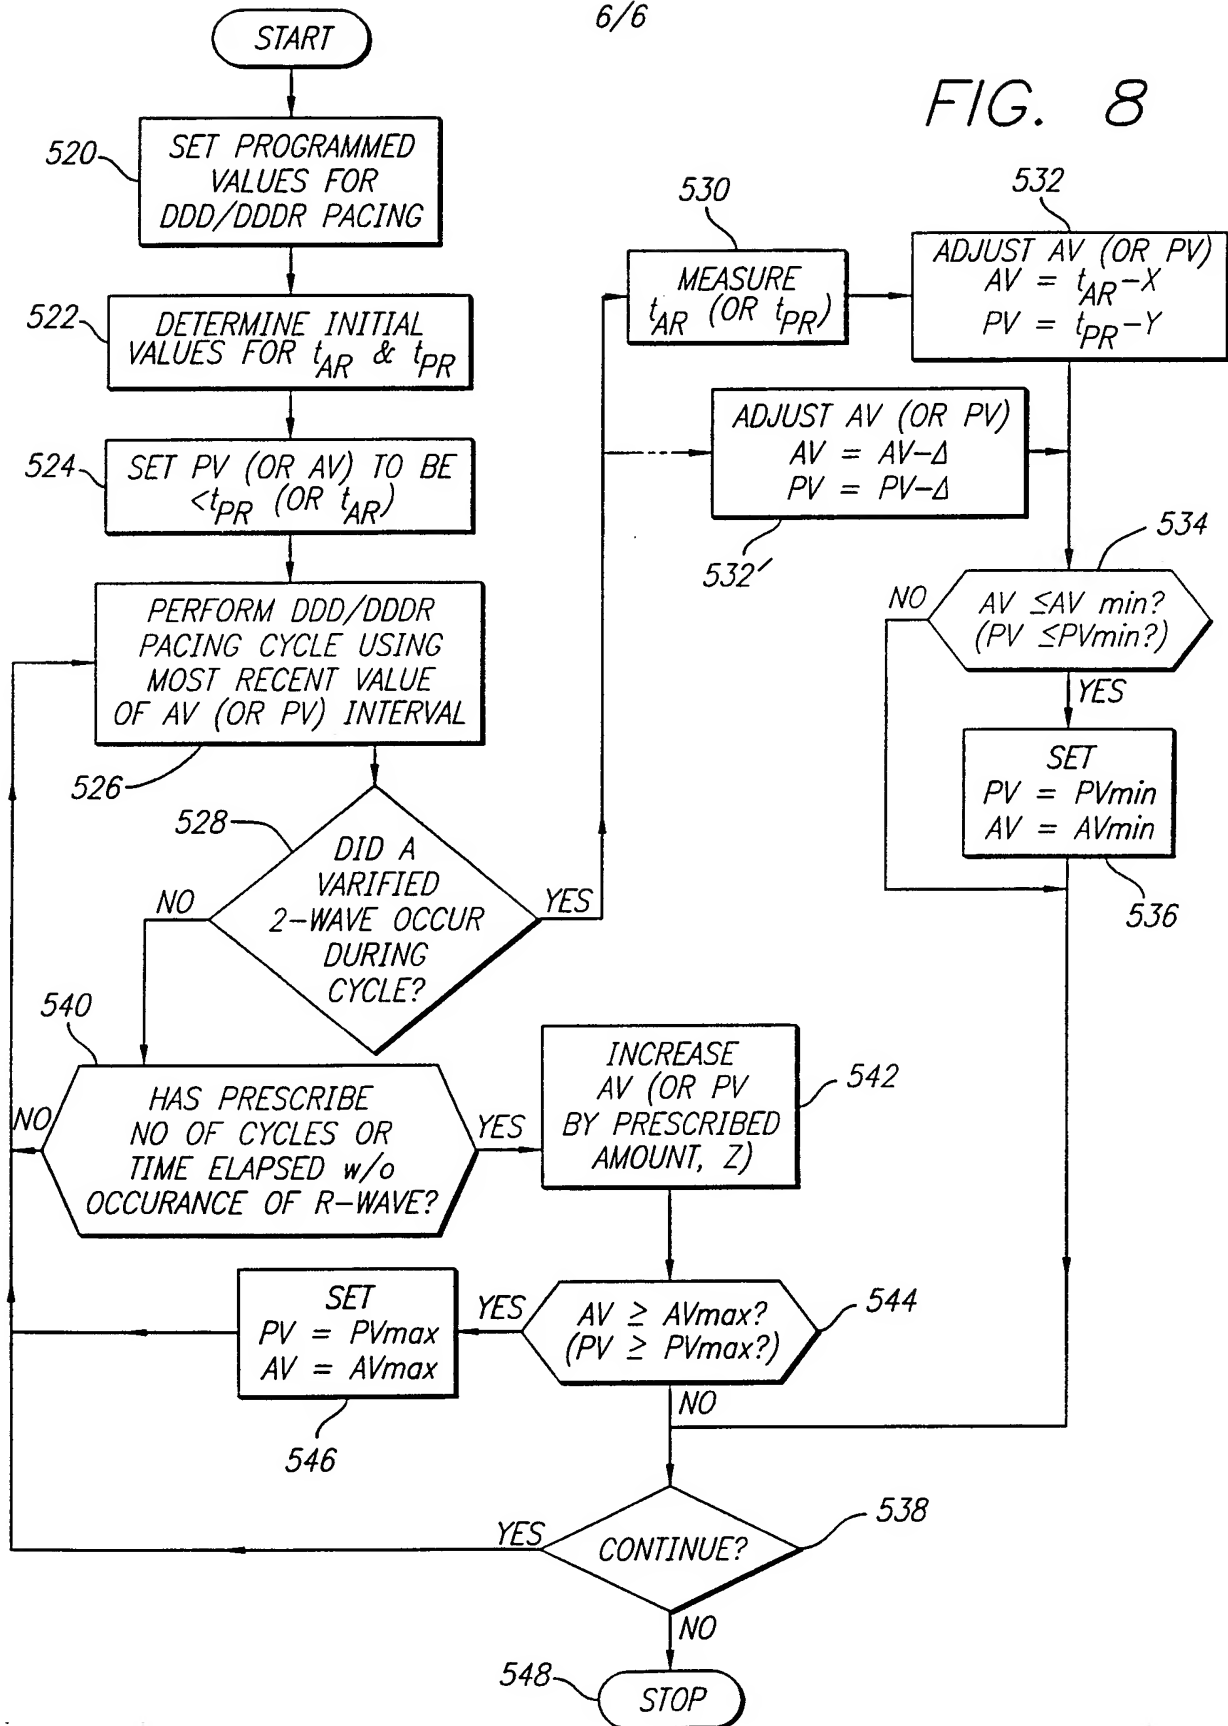 6/6
FIG. 8
START
520
SET PROGRAMMED
VALUES FOR
DDD/DDDR PACING
522
DETERMINE INITIAL
VALUES FOR tAR & tPR
524
SET PV (OR AV) TO BE
<tPR (OR tAR)
PERFORM DDD/DDDR
PACING CYCLE USING
MOST RECENT VALUE
OF AV (OR PV) INTERVAL
526
528
DID A
VARIFIED
2-WAVE OCCUR
DURING
CYCLE?
NO
YES
530
MEASURE
tAR (OR tPR)
532
ADJUST AV (OR PV)
AV = tAR-X
PV = tPR-Y
ADJUST AV (OR PV)
AV = AV-Δ
PV = PV-Δ
532'
534
AV ≤AV min?
(PV ≤PVmin?)
NO
YES
SET
PV = PVmin
AV = AVmin
536
540
HAS PRESCRIBE
NO OF CYCLES OR
TIME ELAPSED w/o
OCCURANCE OF R-WAVE?
NO
YES
INCREASE
AV (OR PV
BY PRESCRIBED
AMOUNT, Z)
542
AV ≥ AVmax?
(PV ≥ PVmax?)
544
YES
NO
SET
PV = PVmax
AV = AVmax
546
CONTINUE?
538
YES
NO
548
STOP